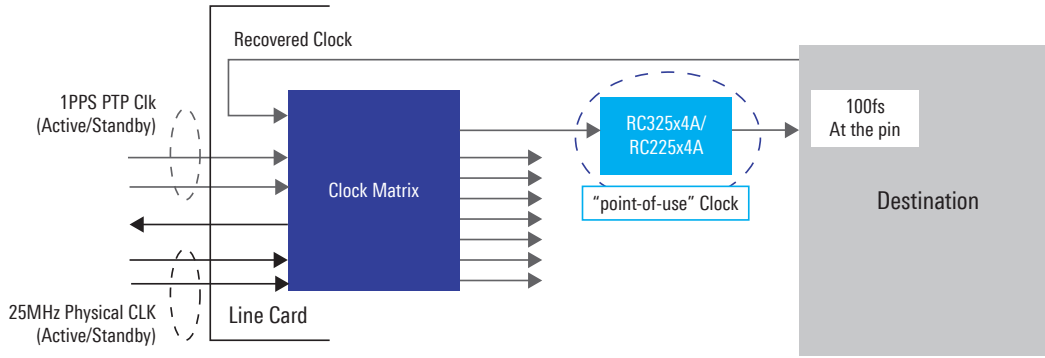 Recovered Clock
1PPS PTP Clk
(Active/Standby)
Clock Matrix
RC325x4A/
RC225x4A
"point-of-use" Clock
100fs
At the pin
Destination
25MHz Physical CLK
(Active/Standby)
Line Card